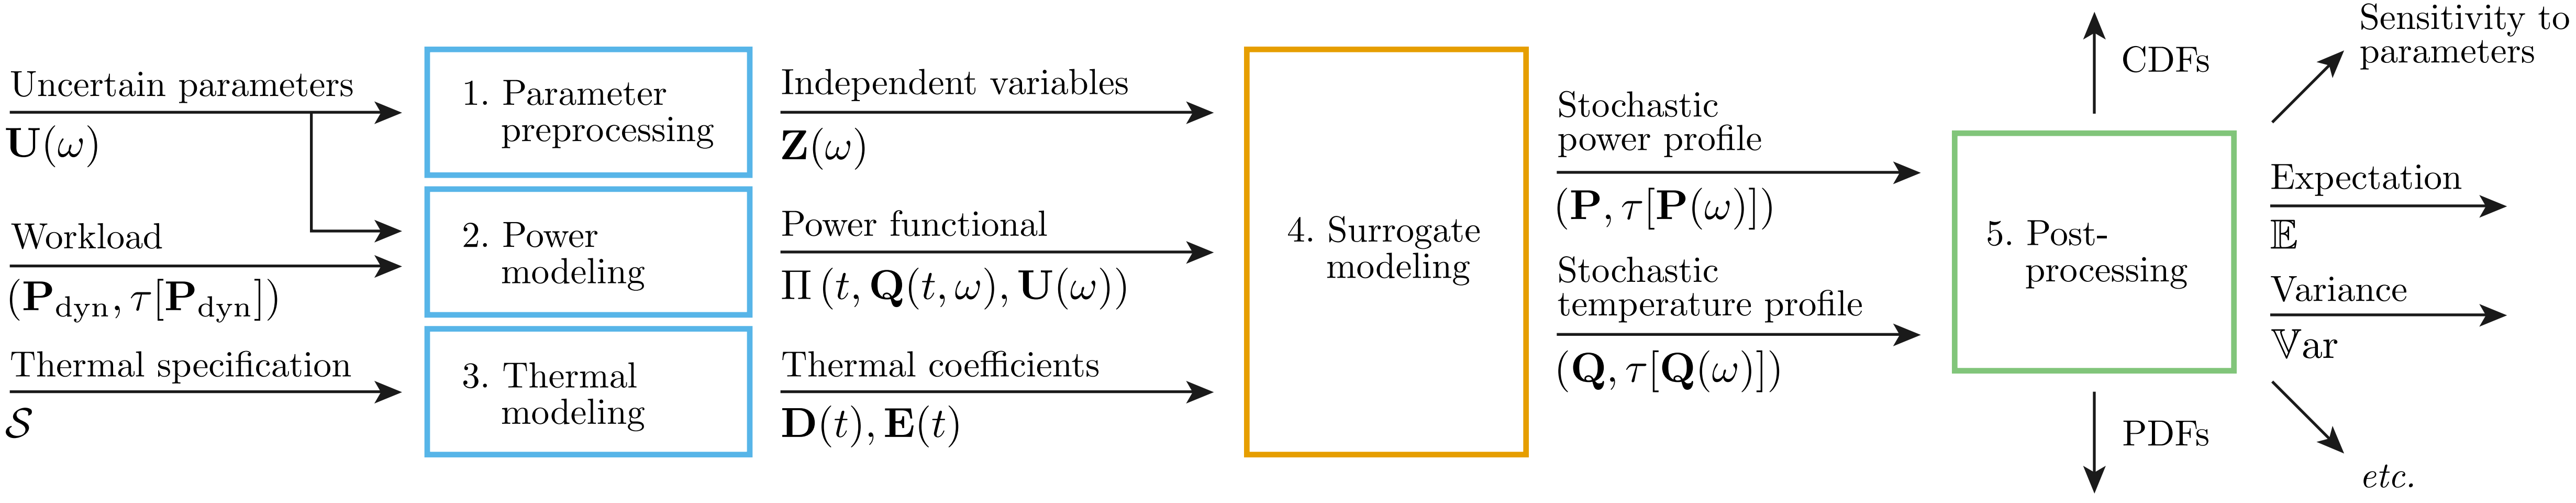 Uncertain parameters
𝐔(ω)
Workload
(𝐏_dyn, τ[𝐏_dyn])
Thermal specification
𝒮
1. Parameter
preprocessing
2. Power
modeling
3. Thermal
modeling
Independent variables
𝐙(ω)
Power functional
Π (t, 𝐐(t, ω), 𝐔(ω))
Thermal coefficients
𝐃(t), 𝐄(t)
4. Surrogate
modeling
Stochastic
power profile
(𝐏, τ[𝐏(ω)])
Stochastic
temperature profile
(𝐐, τ[𝐐(ω)])
5. Post-
processing
CDFs
Sensitivity to
parameters
Expectation
𝔼
Variance
𝕍ar
PDFs
etc.